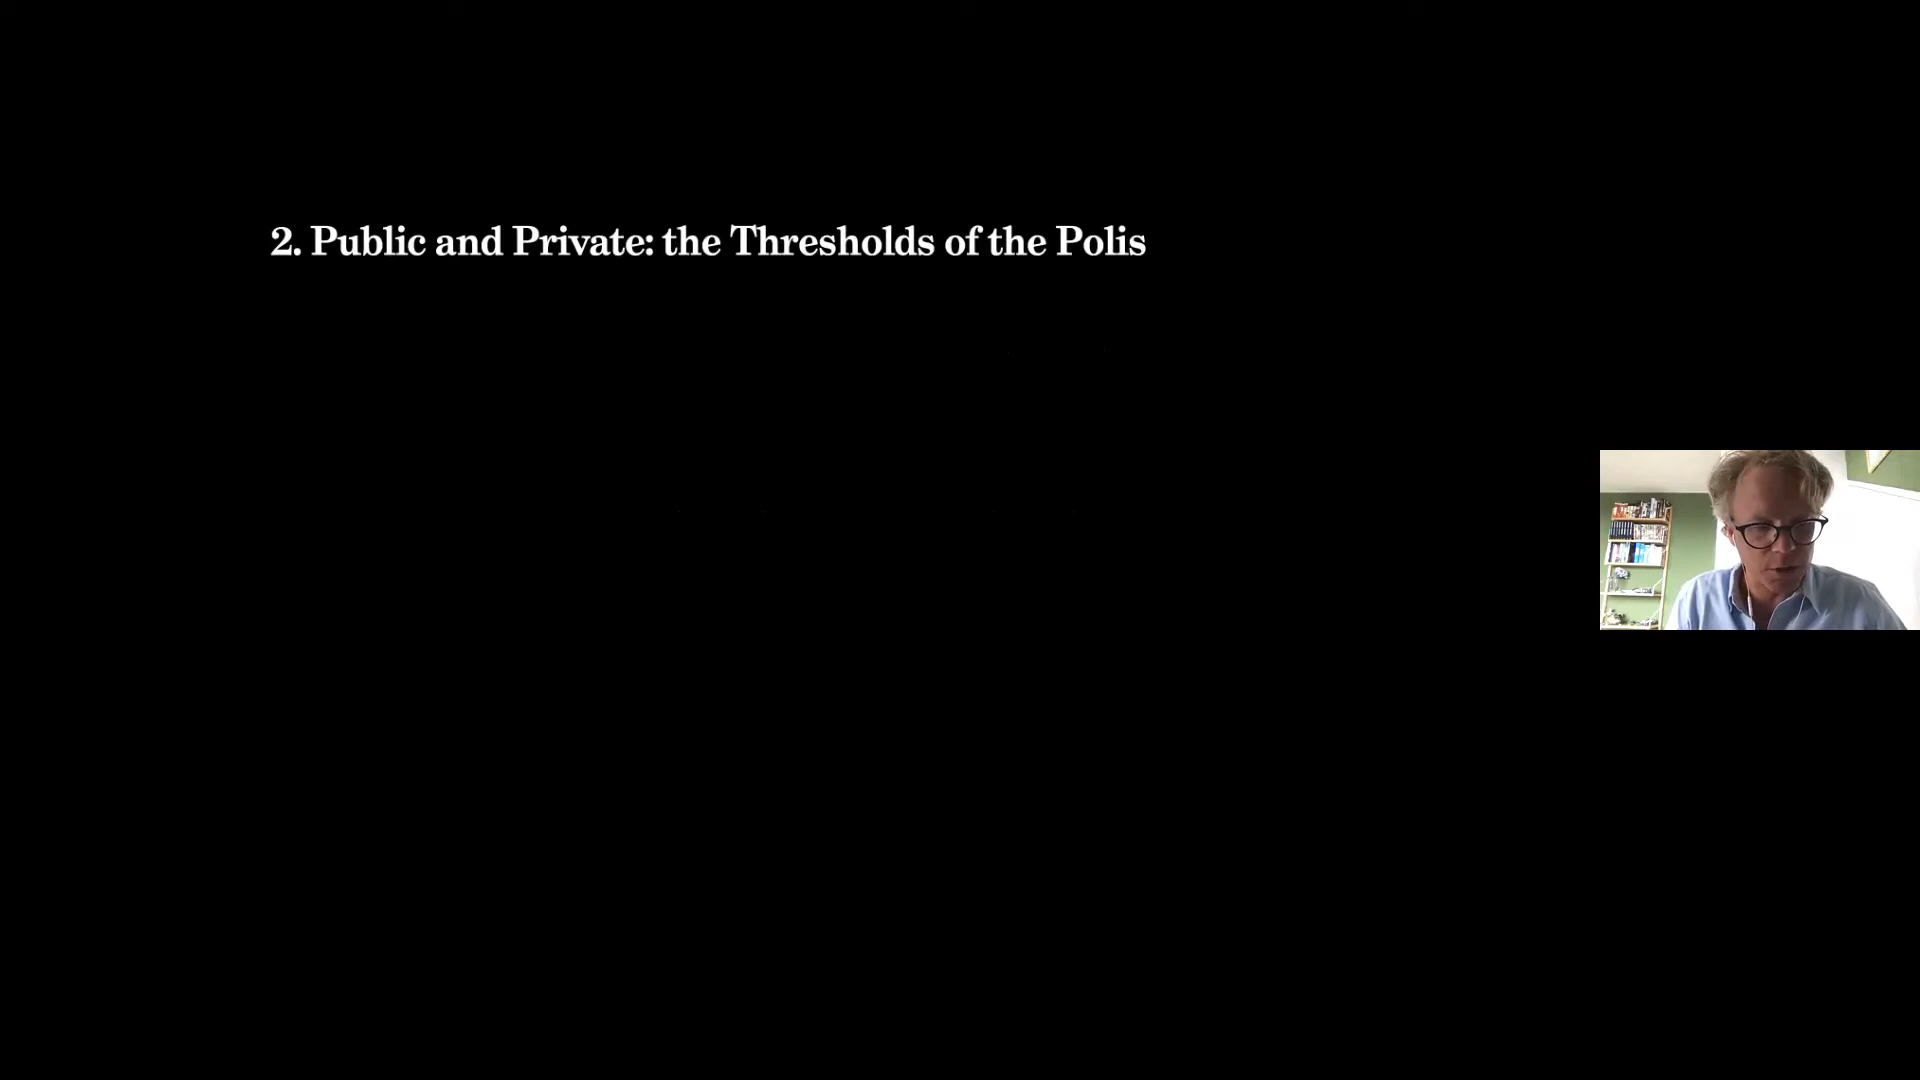 2. Public and Private: the Thresholds of the Polis